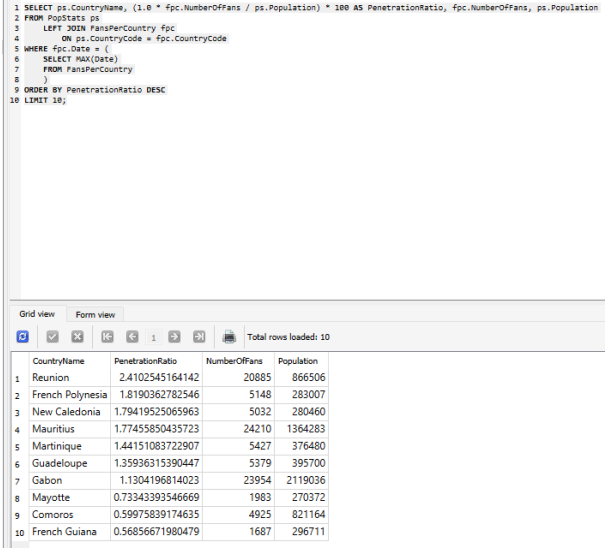 1 SELECT ps.CountryName, (1.0 * fpc.NumberOfFans / ps.Population) * 100 AS PenetrationRatio, fpc.NumberOfFans, ps.Population
2 FROM PopStats ps
3 LEFT JOIN FansPerCountry fpc
4 ON ps.CountryCode = fpc.CountryCode
5 WHERE fpc.Date = (
6 SELECT MAX(Date)
7 FROM FansPerCountry
8 )
9 ORDER BY PenetrationRatio DESC
10 LIMIT 10;
Grid view Form view
1 Total rows loaded: 10
CountryName PenetrationRatio NumberOfFans Population
1 Reunion 2.4102545164142 20885 866506
2 French Polynesia 1.8190362782546 5148 283007
3 New Caledonia 1.79419525065963 5032 280460
4 Mauritius 1.77455850435723 24210 1364283
5 Martinique 1.44151083722907 5427 376480
6 Guadeloupe 1.35936315390447 5379 395700
7 Gabon 1.1304196814023 23954 2119036
8 Mayotte 0.73343393546669 1983 270372
9 Comoros 0.59975839174635 4925 821164
10 French Guiana 0.56856671980479 1687 296711